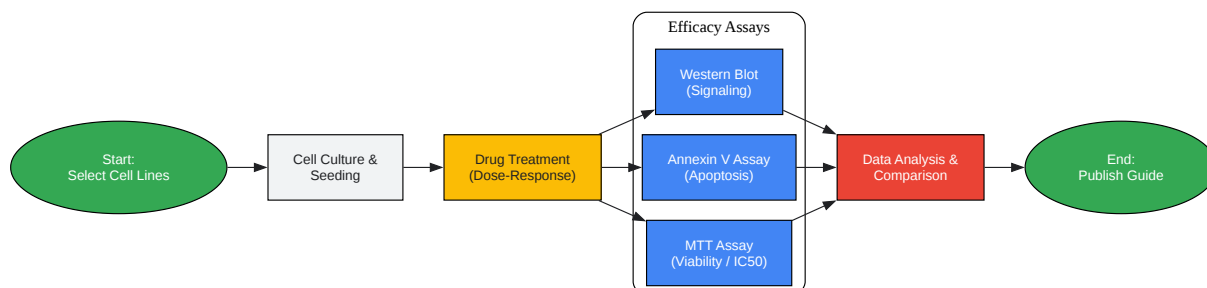 Efficacy Assays
Western Blot
(Signaling)
Start:
Select Cell Lines
Cell Culture &
Seeding
Drug Treatment
(Dose-Response)
Annexin V Assay
(Apoptosis)
Data Analysis &
Comparison
End:
Publish Guide
MTT Assay
(Viability / IC50)